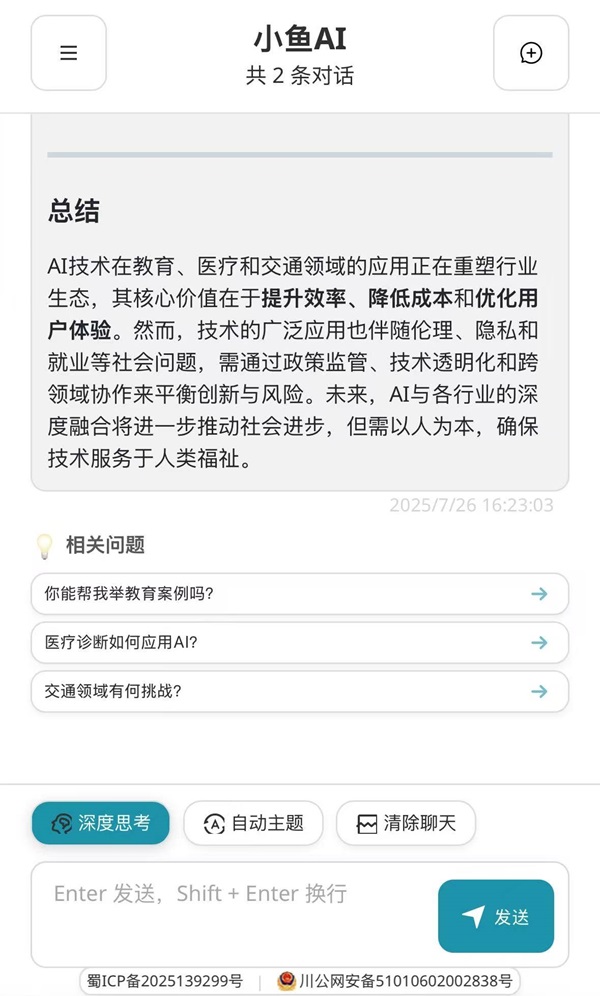 小鱼AI
共 2 条对话
总结
AI技术在教育、医疗和交通领域的应用正在重塑行业
生态，其核心价值在于提升效率、降低成本和优化用
户体验。然而，技术的广泛应用也伴随伦理、隐私和
就业等社会问题，需通过政策监管、技术透明化和跨
领域协作来平衡创新与风险。未来，AI与各行业的深
度融合将进一步推动社会进步，但需以人为本，确保
技术服务于人类福祉。
2025/7/26 16:23:03
相关问题
你能帮我举教育案例吗?
医疗诊断如何应用AI?
交通领域有何挑战?
深度思考
自动主题
清除聊天
Enter 发送，Shift + Enter 换行
发送
蜀ICP备2025139299号 | 川公网安备51010602002838号